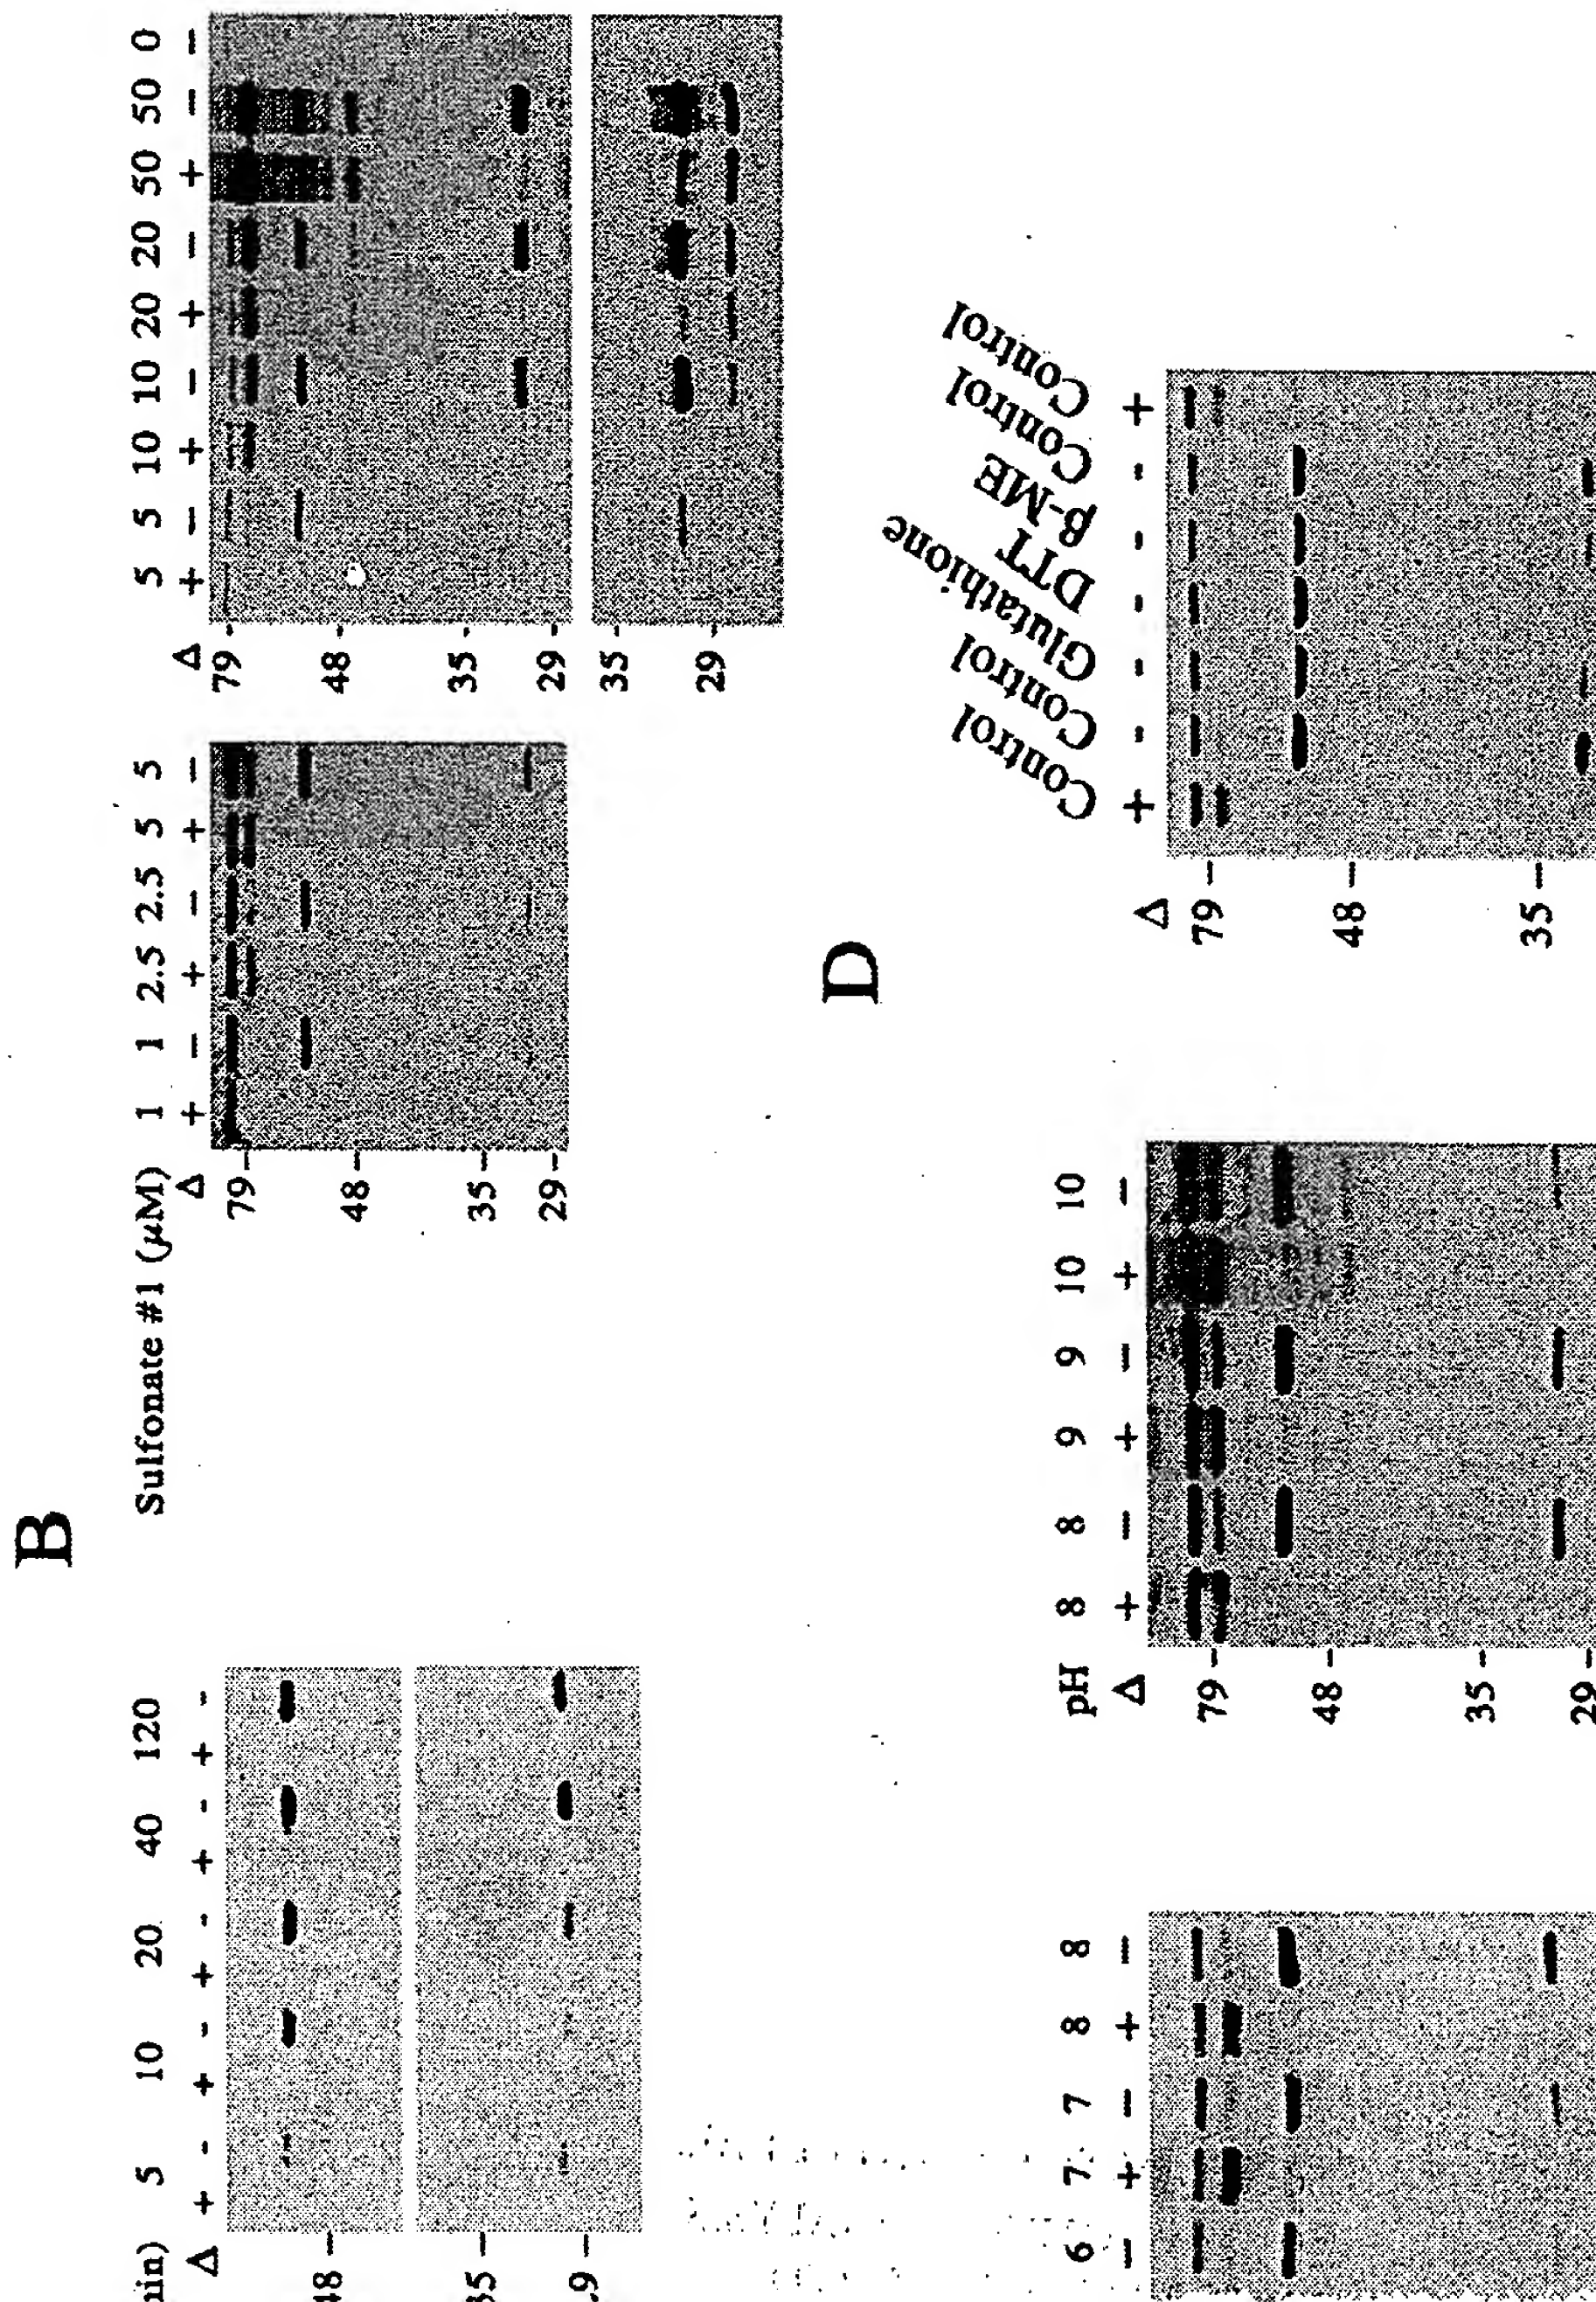 B
min) 5 10 20 40 120
Δ + - + - + - + - + -
48
35
29
Sulfonate #1 (μM) 1 1 2.5 2.5 5 5
Δ + − + − + −
79
48
35
29
5 5 10 10 20 20 50 50 0
Δ + − + − + − + − −
79
48
35
29
35
29
6 7 7 8 8
− + − + −
pH 8 8 9 9 10 10
Δ + − + − + −
79
48
35
29
D
Control Control Glutathione DTT β-ME Control Control
Δ + - - - - - +
79
48
35